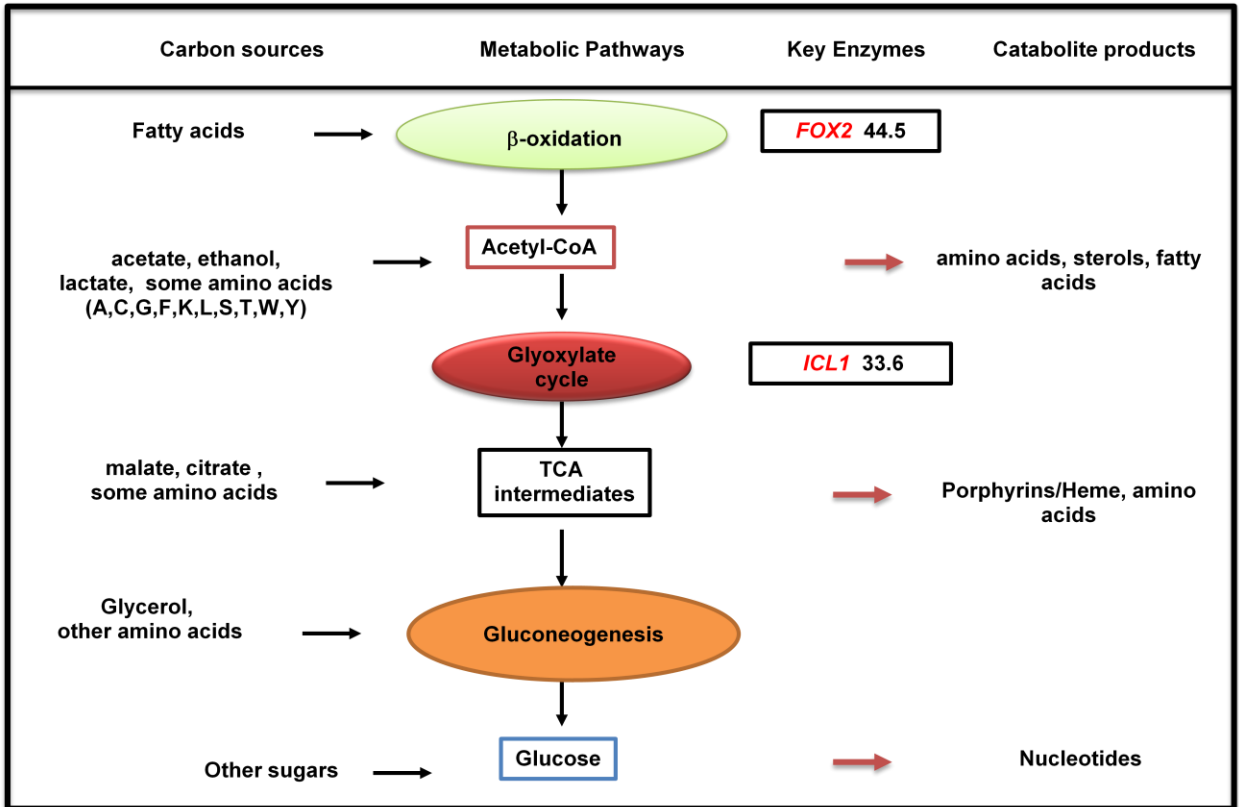 Carbon sources
Metabolic Pathways
Key Enzymes
Catabolite products
Fatty acids
β-oxidation
FOX2 44.5
acetate, ethanol,
lactate, some amino acids
(A,C,G,F,K,L,S,T,W,Y)
Acetyl-CoA
amino acids, sterols, fatty
acids
Glyoxylate
cycle
ICL1 33.6
malate, citrate ,
some amino acids
TCA
intermediates
Porphyrins/Heme, amino
acids
Glycerol,
other amino acids
Gluconeogenesis
Other sugars
Glucose
Nucleotides